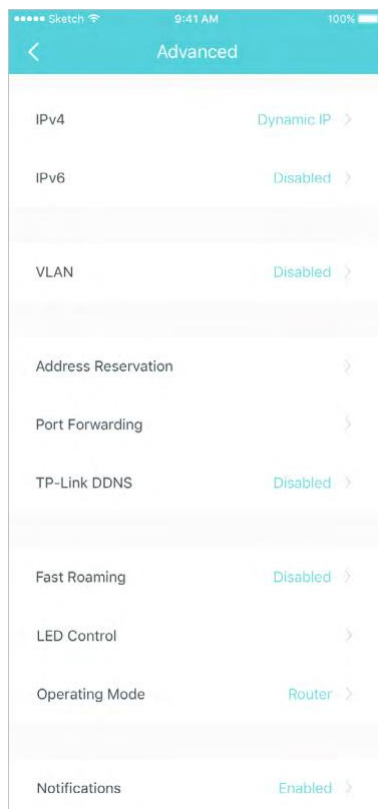 Sketch 9:41 AM 100%
Advanced
IPv4 Dynamic IP
IPv6 Disabled
VLAN Disabled
Address Reservation
Port Forwarding
TP-Link DDNS Disabled
Fast Roaming Disabled
LED Control
Operating Mode Router
Notifications Enabled